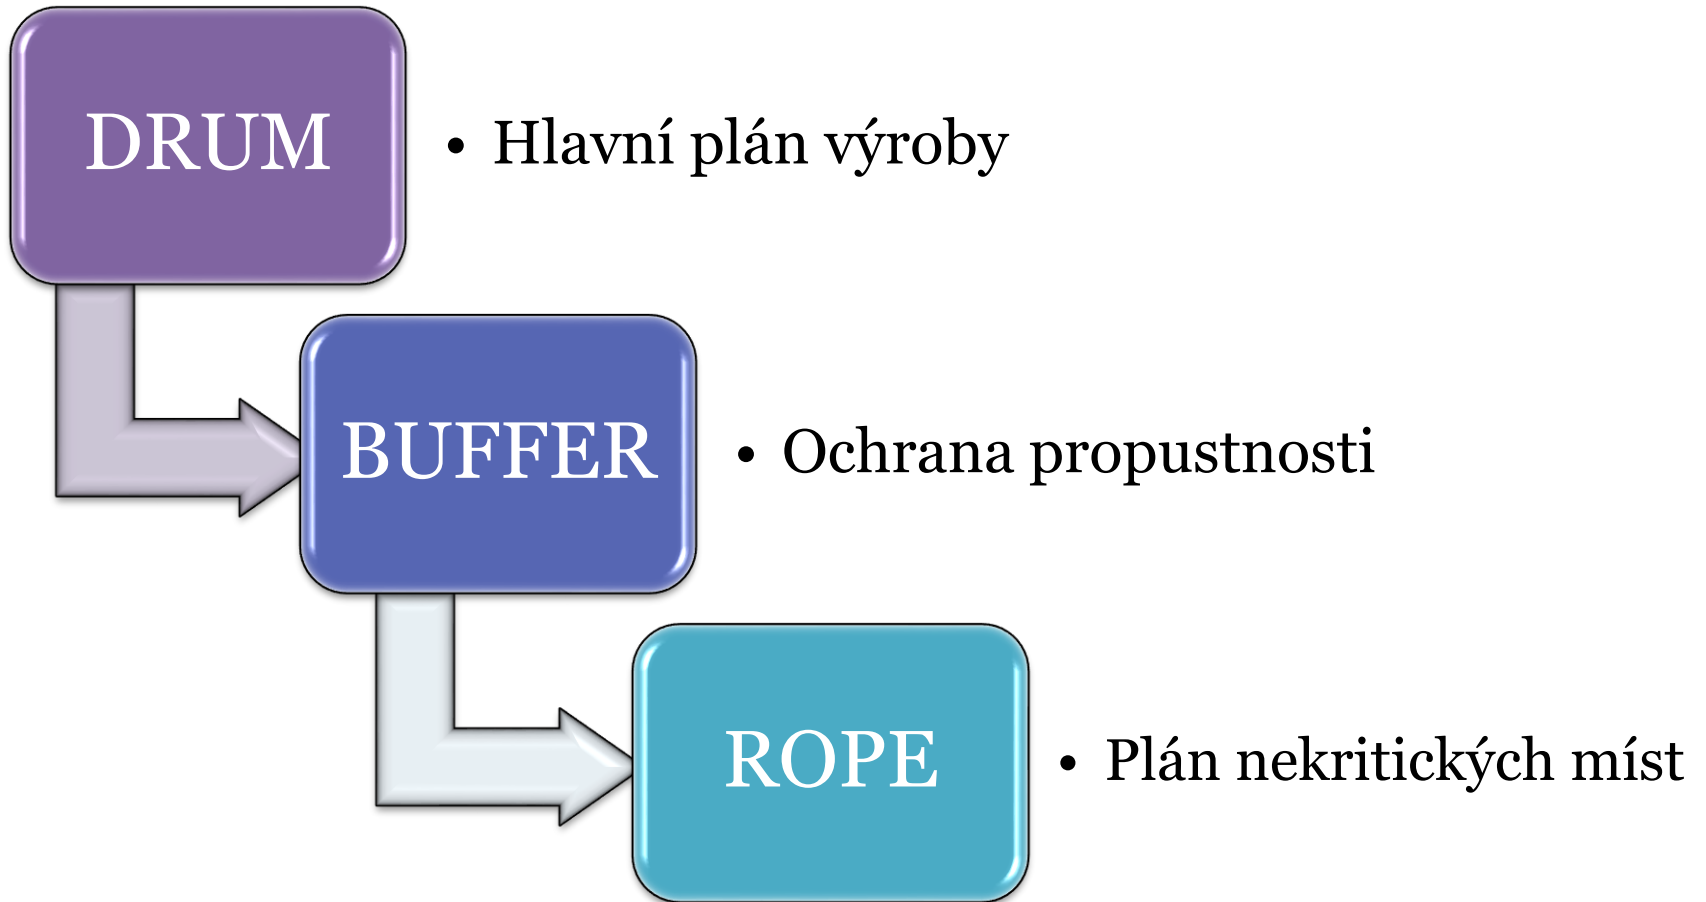 DRUM
• Hlavní plán výroby
BUFFER
• Ochrana propustnosti
ROPE
• Plán nekritických míst